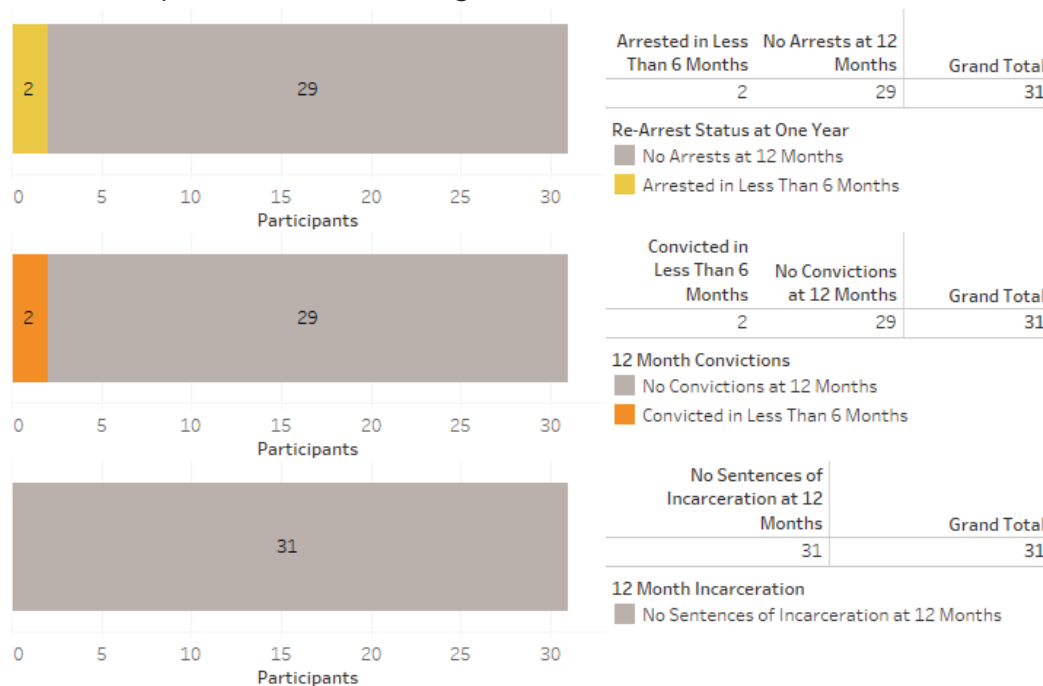 Arrested in Less No Arrests at 12
Than 6 Months Months Grand Total
2 29 31
2 29
Re-Arrest Status at One Year
No Arrests at 12 Months
Arrested in Less Than 6 Months
0 5 10 15 20 25 30
Participants
Convicted in
Less Than 6 No Convictions
Months at 12 Months Grand Total
2 29 31
2 29
12 Month Convictions
No Convictions at 12 Months
Convicted in Less Than 6 Months
0 5 10 15 20 25 30
Participants
No Sentences of
Incarceration at 12
Months Grand Total
31 31
31
12 Month Incarceration
No Sentences of Incarceration at 12 Months
0 5 10 15 20 25 30
Participants